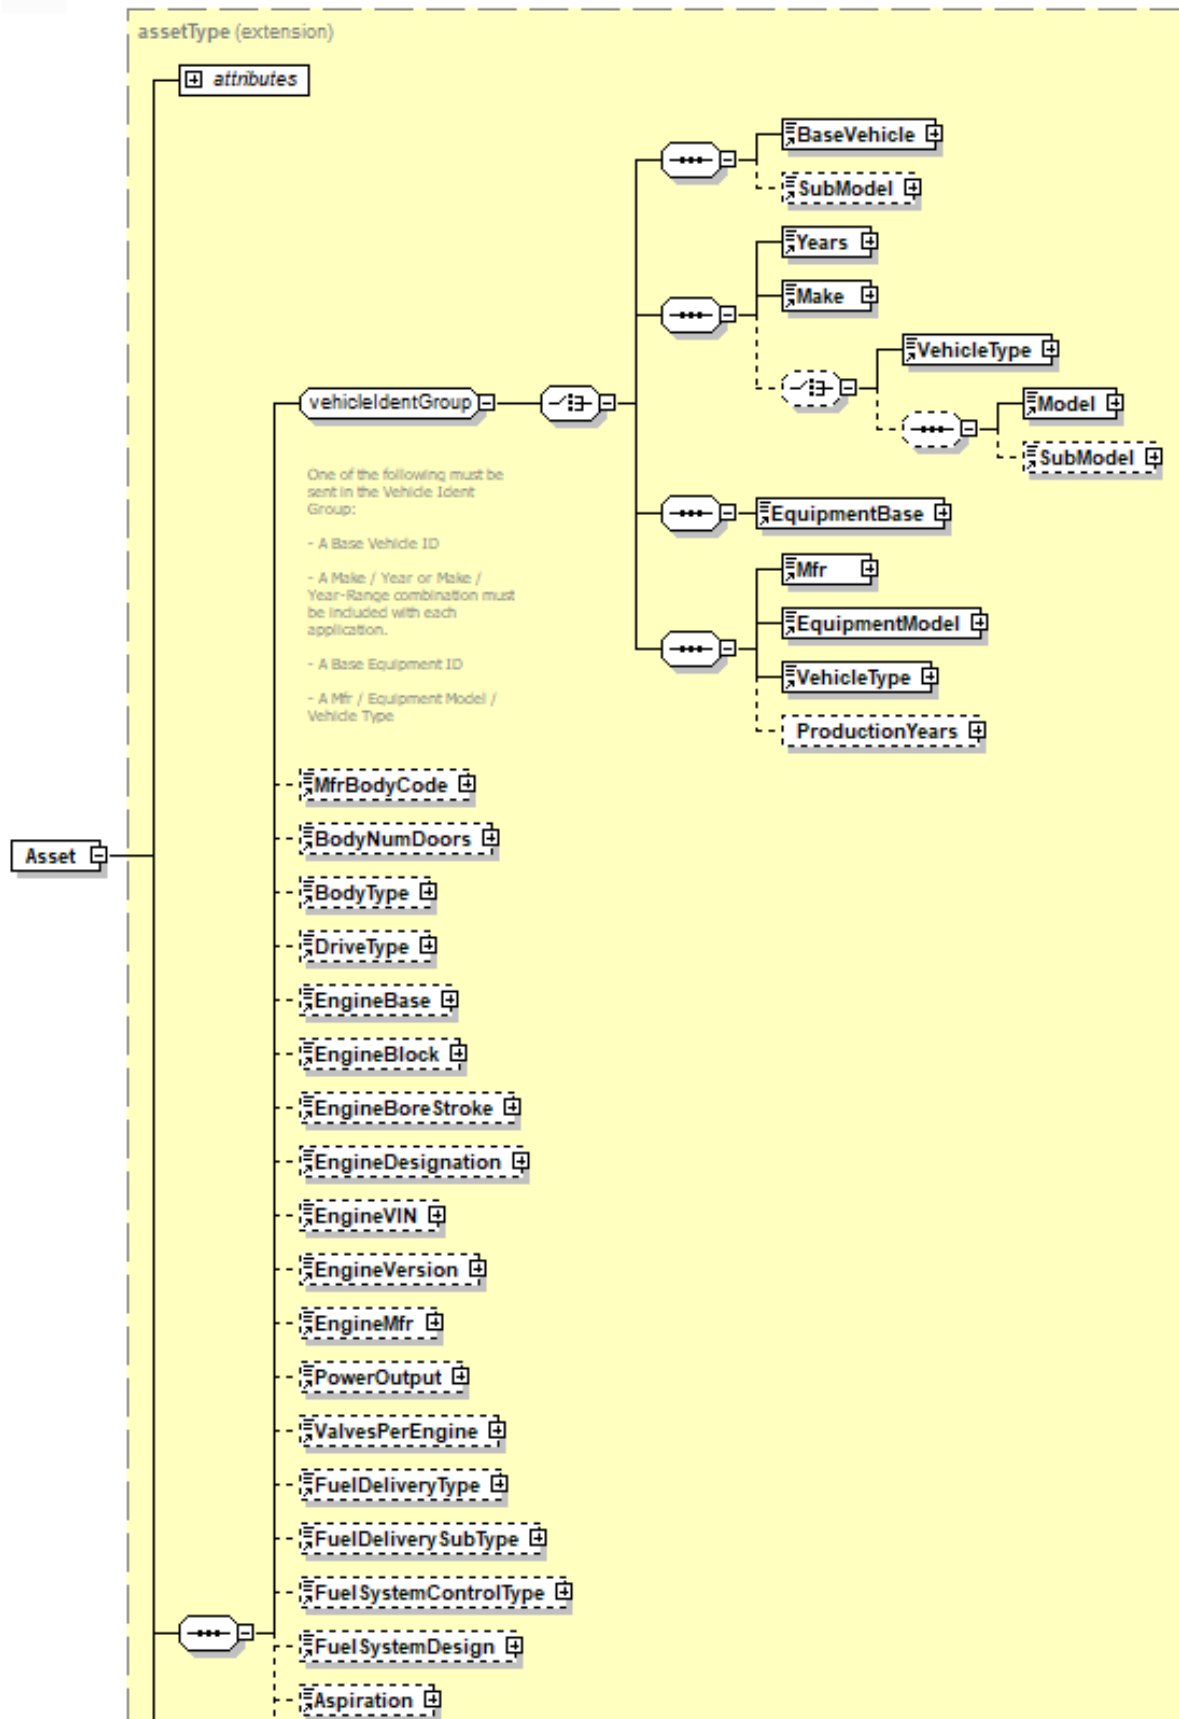 assetType (extension)
attributes
BaseVehicle
SubModel
Years
Make
VehicleType
vehicleIdentGroup
Model
SubModel
One of the following must be
sent in the Vehicle Ident
Group:
- A Base Vehicle ID
- A Make / Year or Make /
Year-Range combination must
be included with each
application.
- A Base Equipment ID
- A Mfr / Equipment Model /
Vehicle Type
EquipmentBase
Mfr
EquipmentModel
VehicleType
ProductionYears
MfrBodyCode
BodyNumDoors
Asset
BodyType
DriveType
EngineBase
EngineBlock
EngineBoreStroke
EngineDesignation
EngineVIN
EngineVersion
EngineMfr
PowerOutput
ValvesPerEngine
FuelDeliveryType
FuelDeliverySubType
FuelSystemControlType
FuelSystemDesign
Aspiration